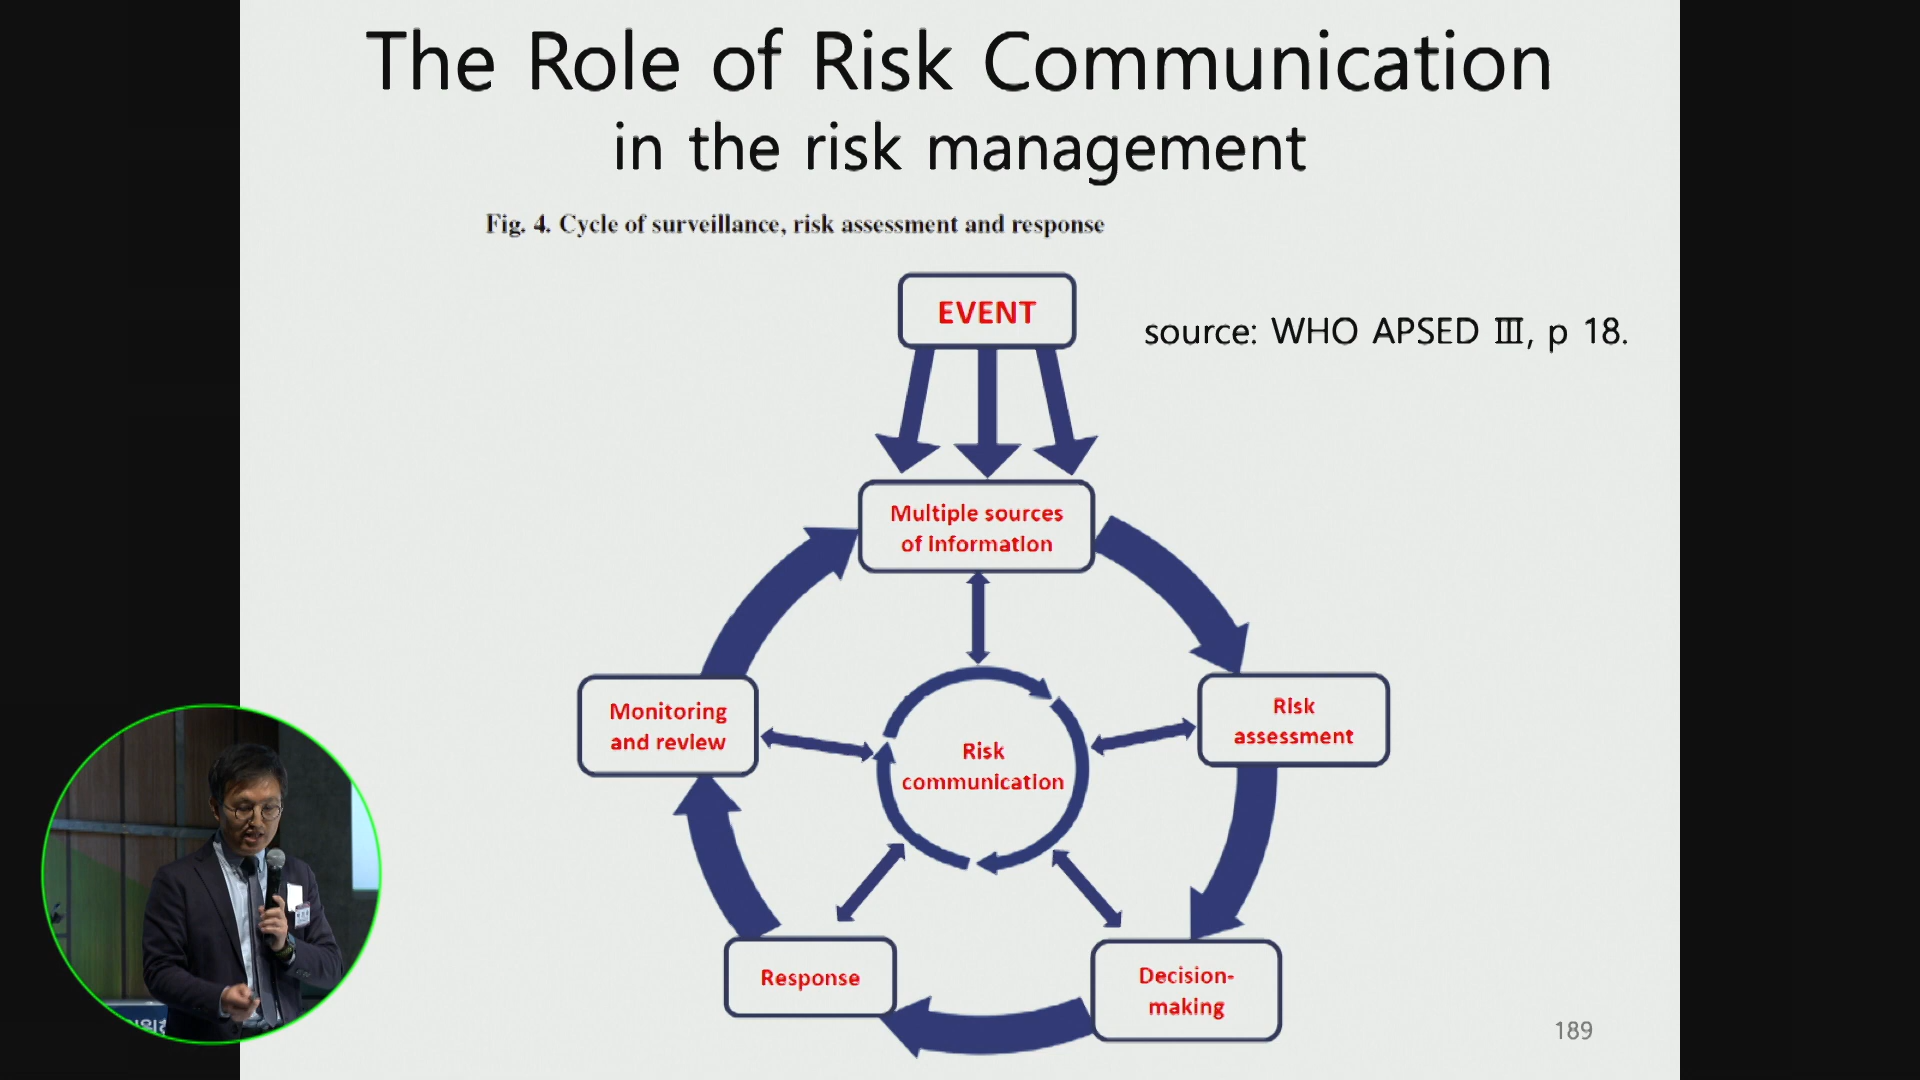 The Role of Risk Communication
in the risk management
Fig. 4. Cycle of surveillance, risk assessment and response
EVENT
source: WHO APSED Ⅲ, p 18.
Multiple sources
of information
Monitoring
and review
Risk
assessment
Risk
communication
Response
Decision-
making
189